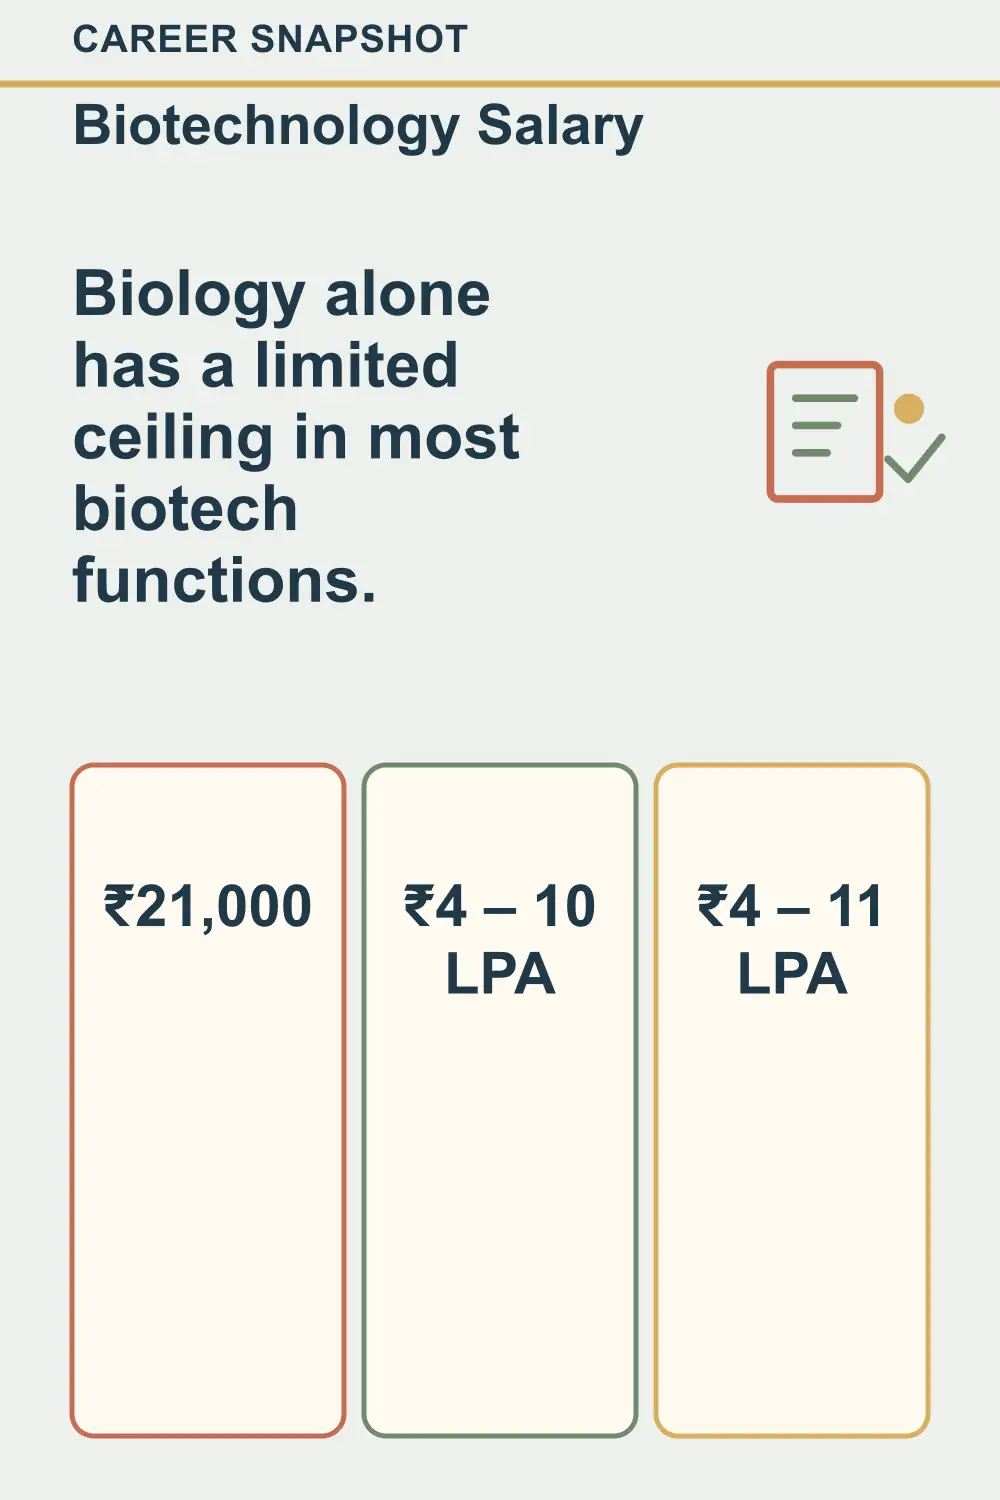 CAREER SNAPSHOT
Biotechnology Salary
Biology alone
has a limited
ceiling in most
biotech
functions.
₹21,000
₹4 – 10
LPA
₹4 – 11
LPA